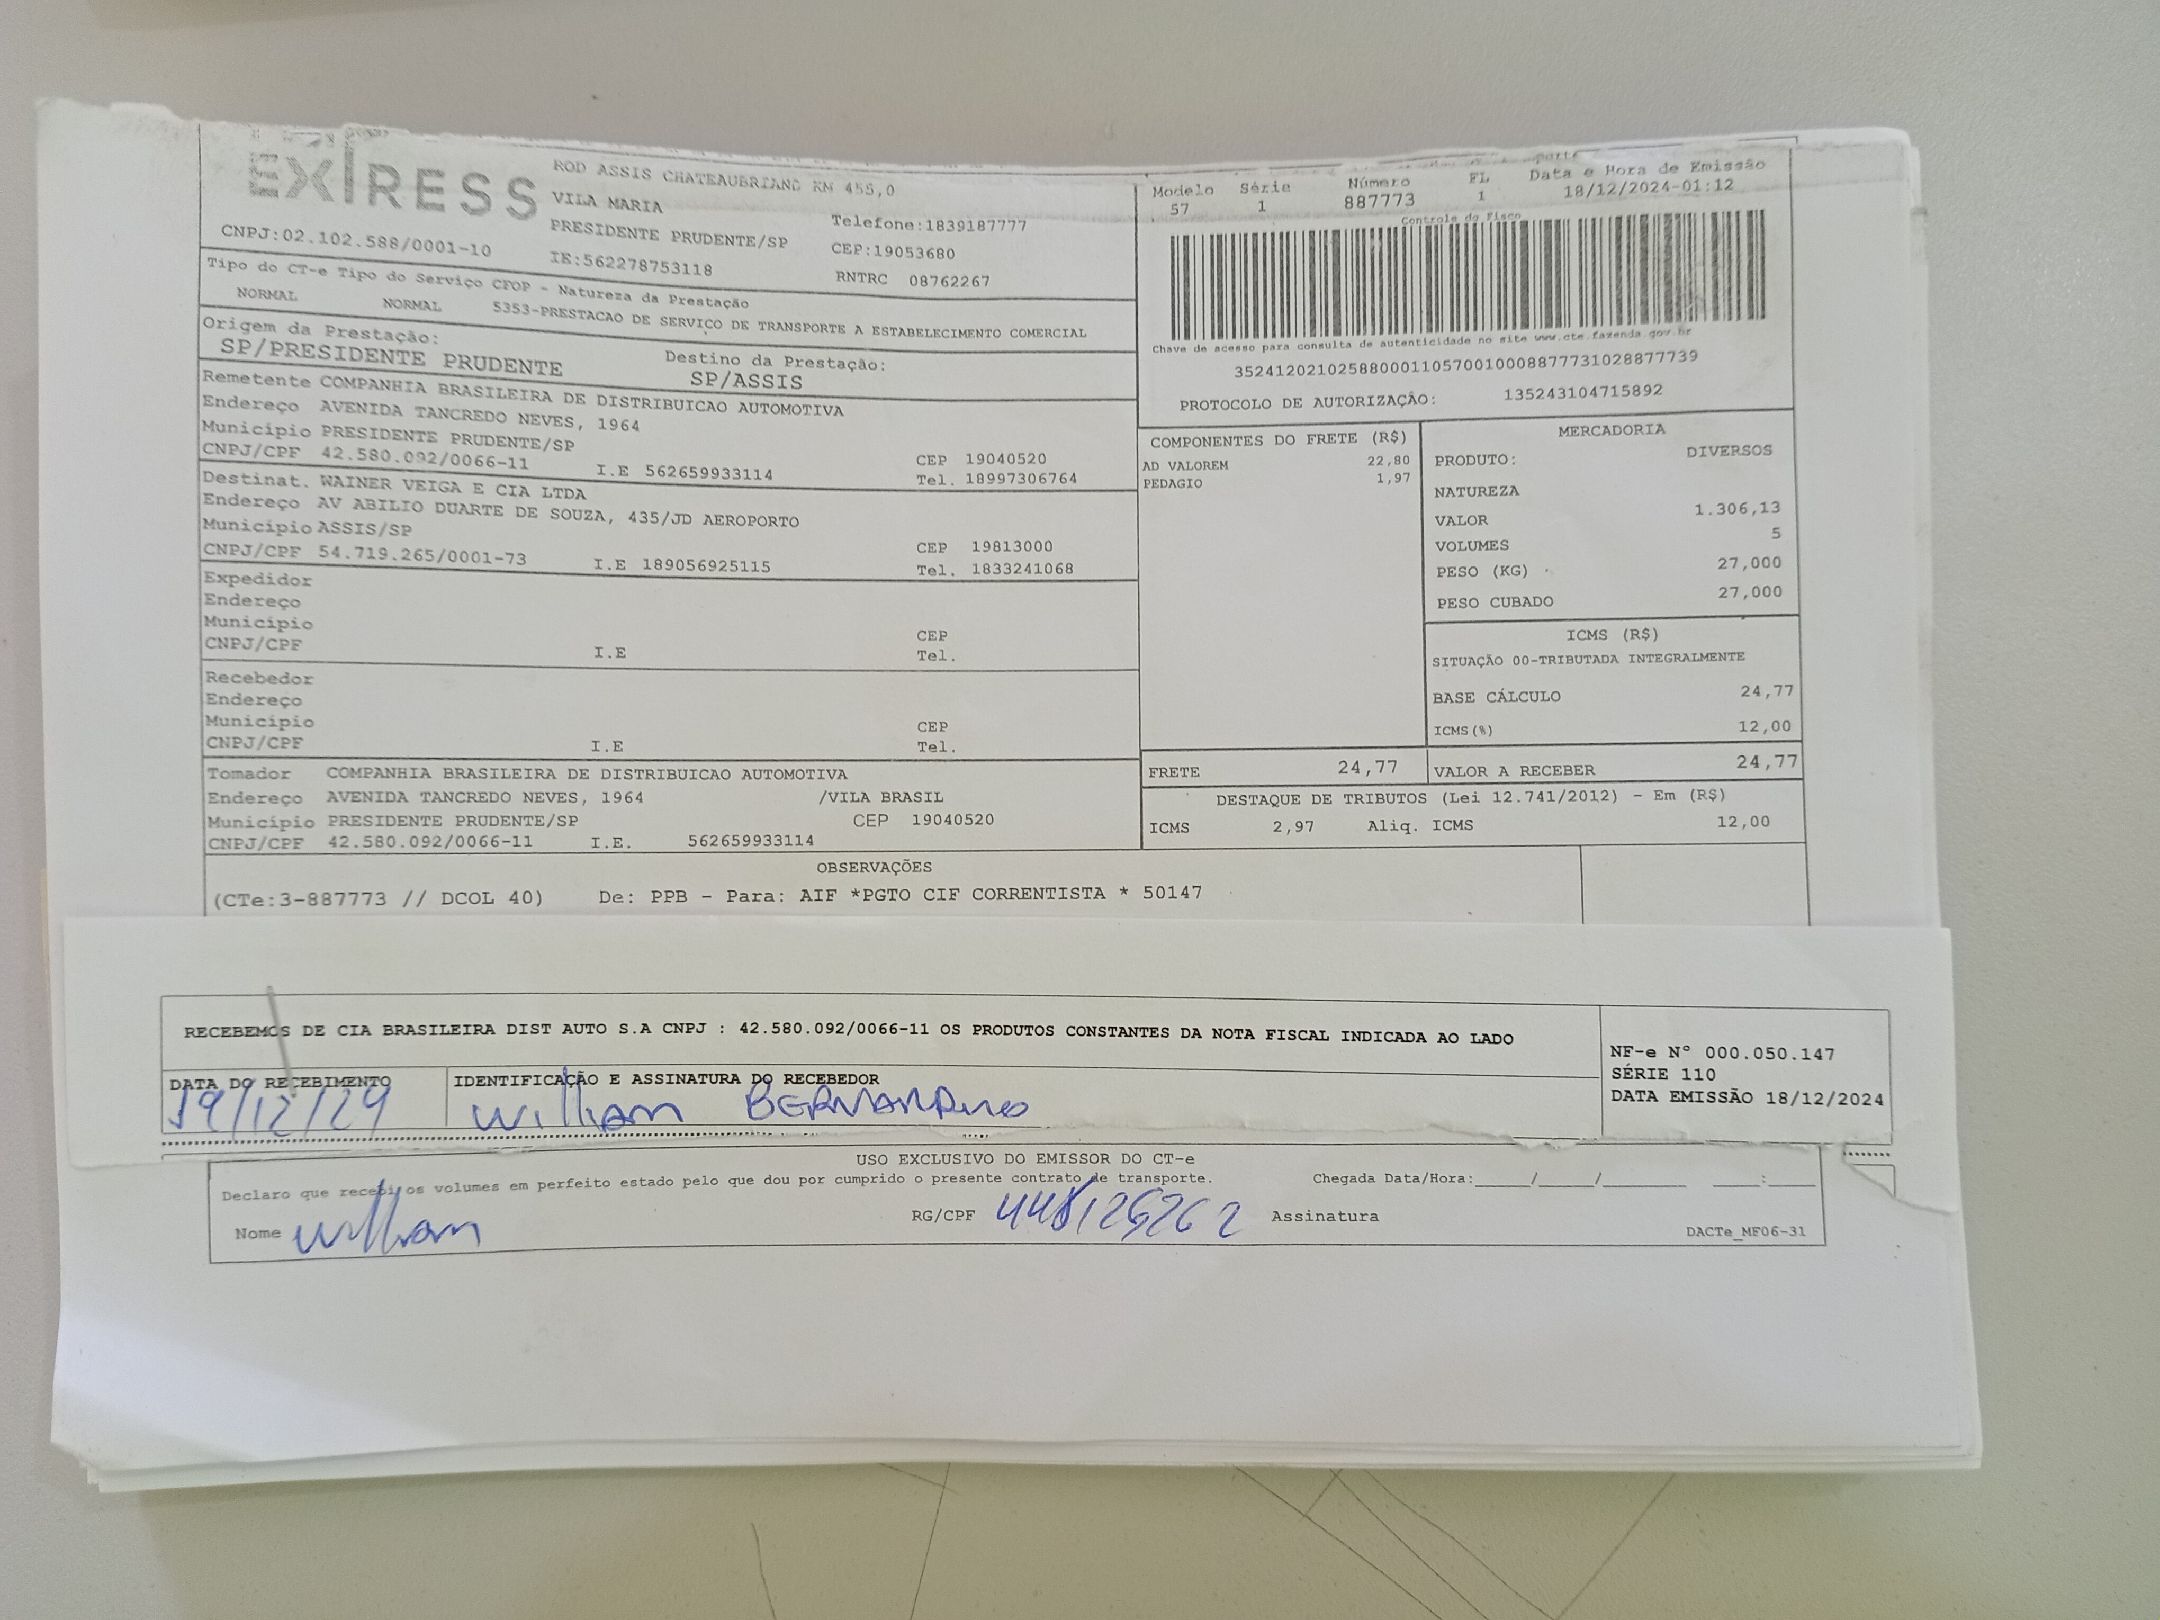 EXPRESS
ROD ASSIS CHATEAUBRIAND KM 455,0
VILA MARIA
PRESIDENTE PRUDENTE/SP
Telefone:1839187777
CNPJ:02.102.588/0001-10
IE:562278753118
CEP:19053680
RNTRC 08762267
Modelo Série Número FL Data e Hora de Emissão
57 1 887773 1 18/12/2024-01:12
Controle do Fisco
Tipo do CT-e Tipo do Serviço CFOP - Natureza da Prestação
NORMAL NORMAL 5353-PRESTACAO DE SERVIÇO DE TRANSPORTE A ESTABELECIMENTO COMERCIAL
Chave de acesso para consulta de autenticidade no site www.cte.fazenda.gov.br
35241202102588000110570010008877731028877739
PROTOCOLO DE AUTORIZAÇÃO: 135243104715892
Origem da Prestação:
SP/PRESIDENTE PRUDENTE
Destino da Prestação:
SP/ASSIS
Remetente COMPANHIA BRASILEIRA DE DISTRIBUICAO AUTOMOTIVA
Endereço AVENIDA TANCREDO NEVES, 1964
Município PRESIDENTE PRUDENTE/SP CEP 19040520
CNPJ/CPF 42.580.092/0066-11 I.E 562659933114 Tel. 18997306764
Destinat. WAINER VEIGA E CIA LTDA
Endereço AV ABILIO DUARTE DE SOUZA, 435/JD AEROPORTO
Município ASSIS/SP CEP 19813000
CNPJ/CPF 54.719.265/0001-73 I.E 189056925115 Tel. 1833241068
Expedidor
Endereço
Município CEP
CNPJ/CPF I.E Tel.
Recebedor
Endereço
Município CEP
CNPJ/CPF I.E Tel.
Tomador COMPANHIA BRASILEIRA DE DISTRIBUICAO AUTOMOTIVA
Endereço AVENIDA TANCREDO NEVES, 1964 /VILA BRASIL
Município PRESIDENTE PRUDENTE/SP CEP 19040520
CNPJ/CPF 42.580.092/0066-11 I.E. 562659933114
COMPONENTES DO FRETE (R$)
AD VALOREM 22,80
PEDAGIO 1,97
MERCADORIA
PRODUTO: DIVERSOS
NATUREZA
VALOR 1.306,13
VOLUMES 5
PESO (KG) 27,000
PESO CUBADO 27,000
ICMS (R$)
SITUAÇÃO 00-TRIBUTADA INTEGRALMENTE
BASE CÁLCULO 24,77
ICMS(%) 12,00
FRETE 24,77 VALOR A RECEBER 24,77
DESTAQUE DE TRIBUTOS (Lei 12.741/2012) - Em (R$)
ICMS 2,97 Aliq. ICMS 12,00
OBSERVAÇÕES
(CTe:3-887773 // DCOL 40) De: PPB - Para: AIF *PGTO CIF CORRENTISTA * 50147
RECEBEMOS DE CIA BRASILEIRA DIST AUTO S.A CNPJ : 42.580.092/0066-11 OS PRODUTOS CONSTANTES DA NOTA FISCAL INDICADA AO LADO
NF-e Nº 000.050.147
SÉRIE 110
DATA EMISSÃO 18/12/2024
DATA DO RECEBIMENTO IDENTIFICAÇÃO E ASSINATURA DO RECEBEDOR
19/12/24 William BERNARDINO
USO EXCLUSIVO DO EMISSOR DO CT-e
Declaro que recebi os volumes em perfeito estado pelo que dou por cumprido o presente contrato de transporte. Chegada Data/Hora:____/____/______ ___:___
Nome William RG/CPF 448125262 Assinatura
DACTe_MF06-31